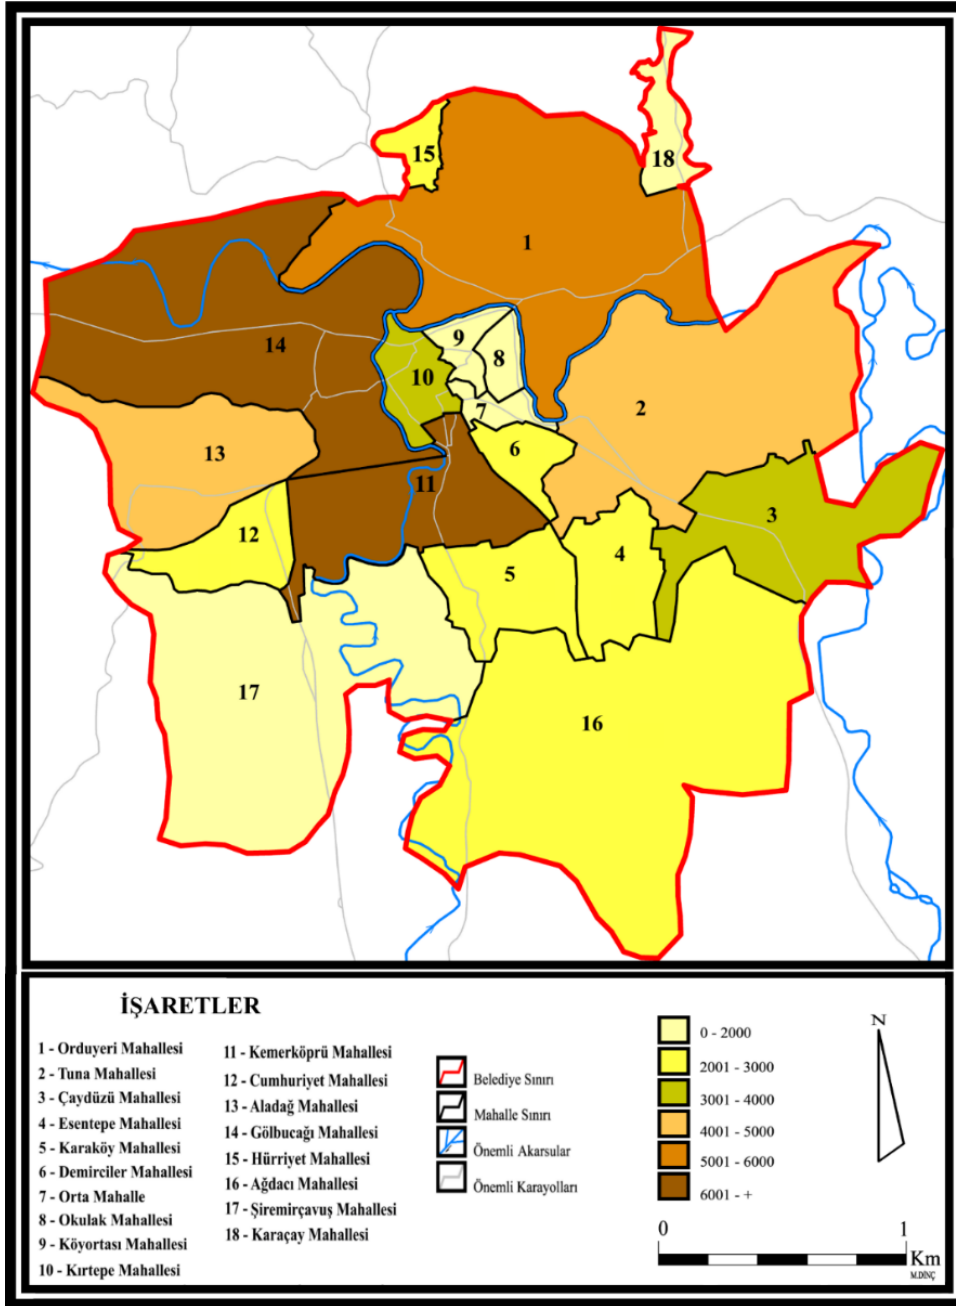 15
18
1
9
14
8
10
2
7
6
13
11
3
12
4
5
17
16
İŞARETLER
1 - Orduyeri Mahallesi
2 - Tuna Mahallesi
3 - Çaydüzü Mahallesi
4 - Esentepe Mahallesi
5 - Karaköy Mahallesi
6 - Demirciler Mahallesi
7 - Orta Mahalle
8 - Okulak Mahallesi
9 - Köyortası Mahallesi
10 - Kırtepe Mahallesi
11 - Kemerköprü Mahallesi
12 - Cumhuriyet Mahallesi
13 - Aladağ Mahallesi
14 - Gölbucağı Mahallesi
15 - Hürriyet Mahallesi
16 - Ağdacı Mahallesi
17 - Şiremirçavuş Mahallesi
18 - Karaçay Mahallesi
Belediye Sınırı
Mahalle Sınırı
Önemli Akarsular
Önemli Karayolları
0 - 2000
2001 - 3000
3001 - 4000
4001 - 5000
5001 - 6000
6001 - +
N
0 1
Km
M.DİNÇ